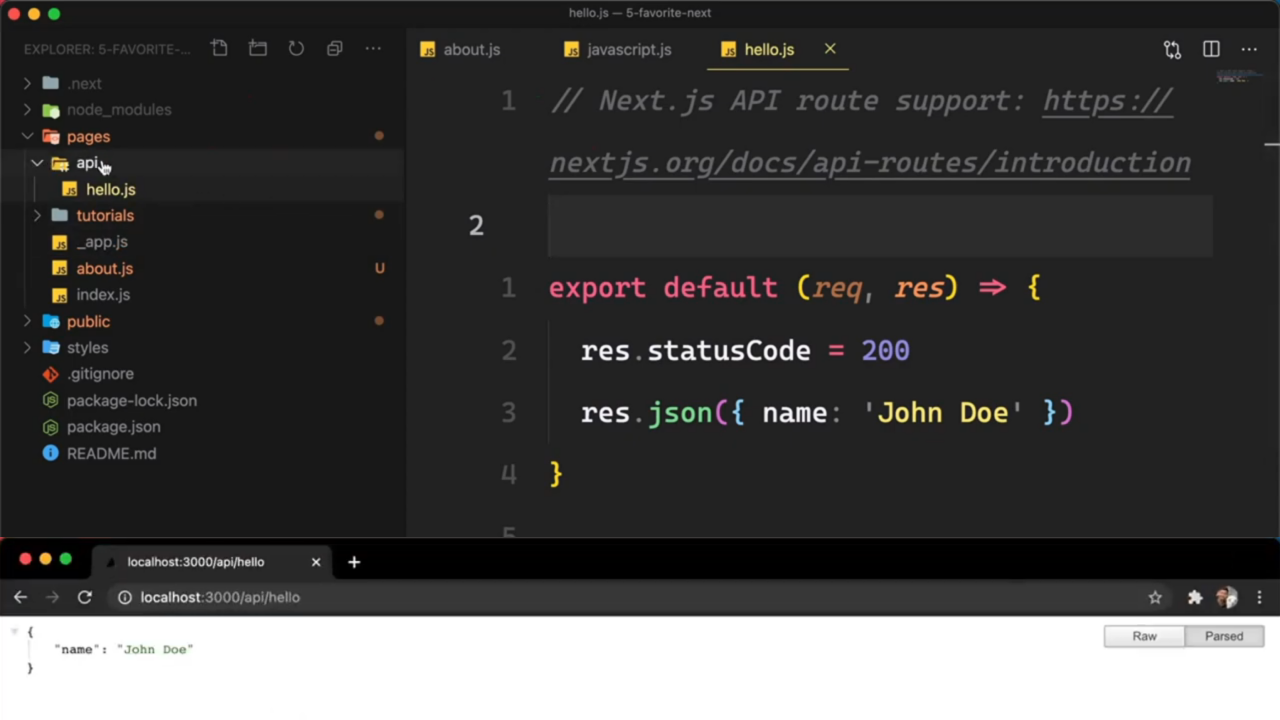 hello.js — 5-favorite-next
EXPLORER: 5-FAVORITE-...
.next
node_modules
pages
api
hello.js
tutorials
_app.js
about.js U
index.js
public
styles
.gitignore
package-lock.json
package.json
README.md
JS about.js JS javascript.js JS hello.js
1 // Next.js API route support: https://
nextjs.org/docs/api-routes/introduction
2
1 export default (req, res) => {
2 res.statusCode = 200
3 res.json({ name: 'John Doe' })
4 }
5
localhost:3000/api/hello
localhost:3000/api/hello
Raw Parsed
{
"name": "John Doe"
}